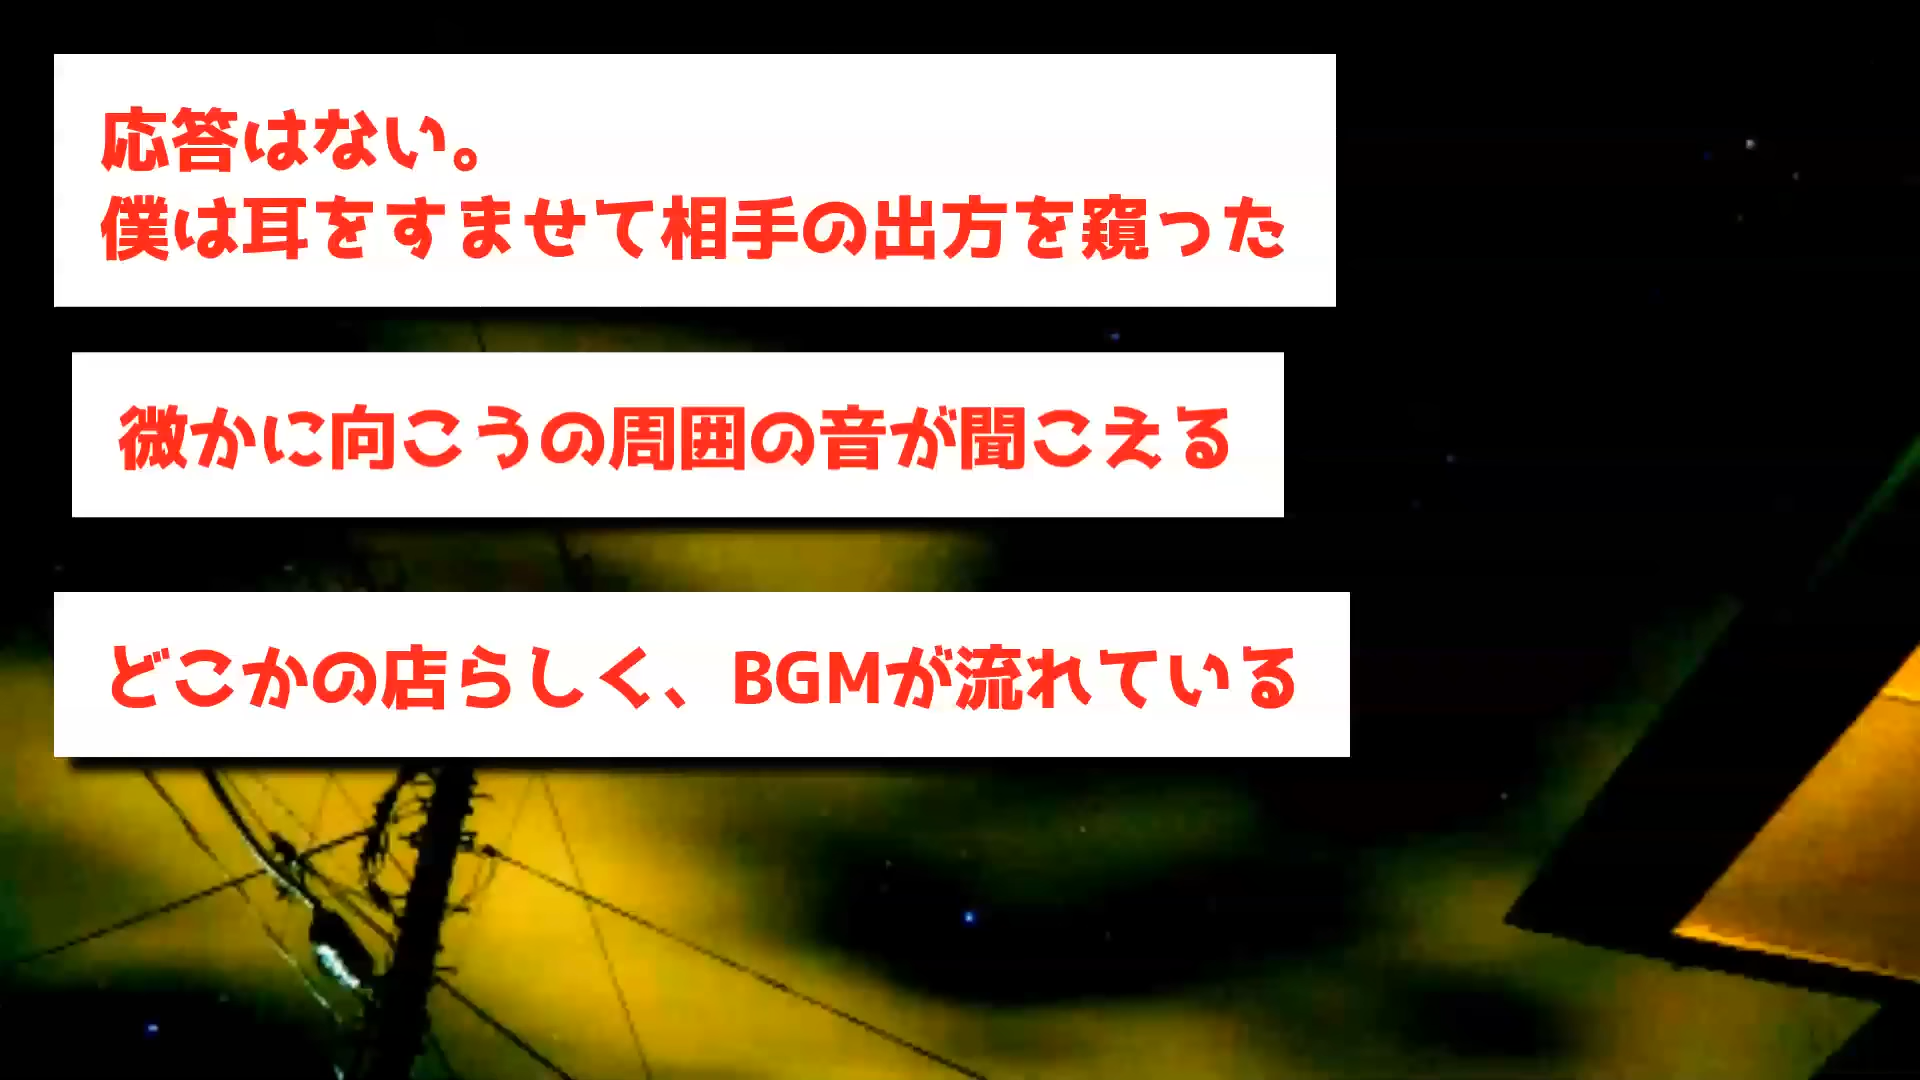 応答はない。
僕は耳をすませて相手の出方を窺った
微かに向こうの周囲の音が聞こえる
どこかの店らしく、BGMが流れている